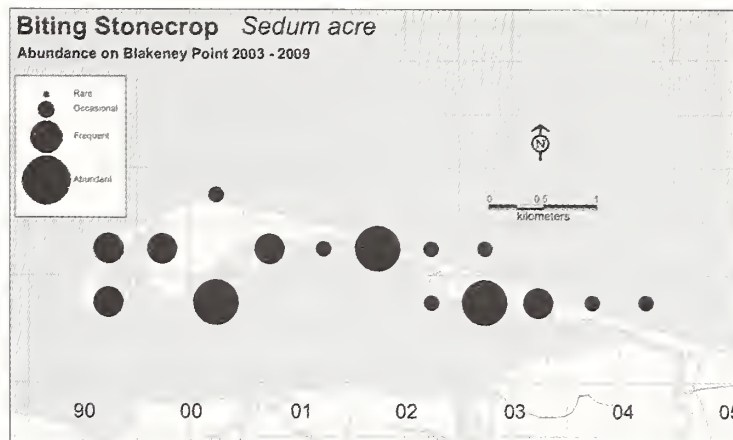 Biting Stonecrop Sedum acre
Abundance on Blakeney Point 2003 - 2009
Rare
Occasional
Frequent
Abundant
N
0 0.5 1
kilometers
90 00 01 02 03 04 05